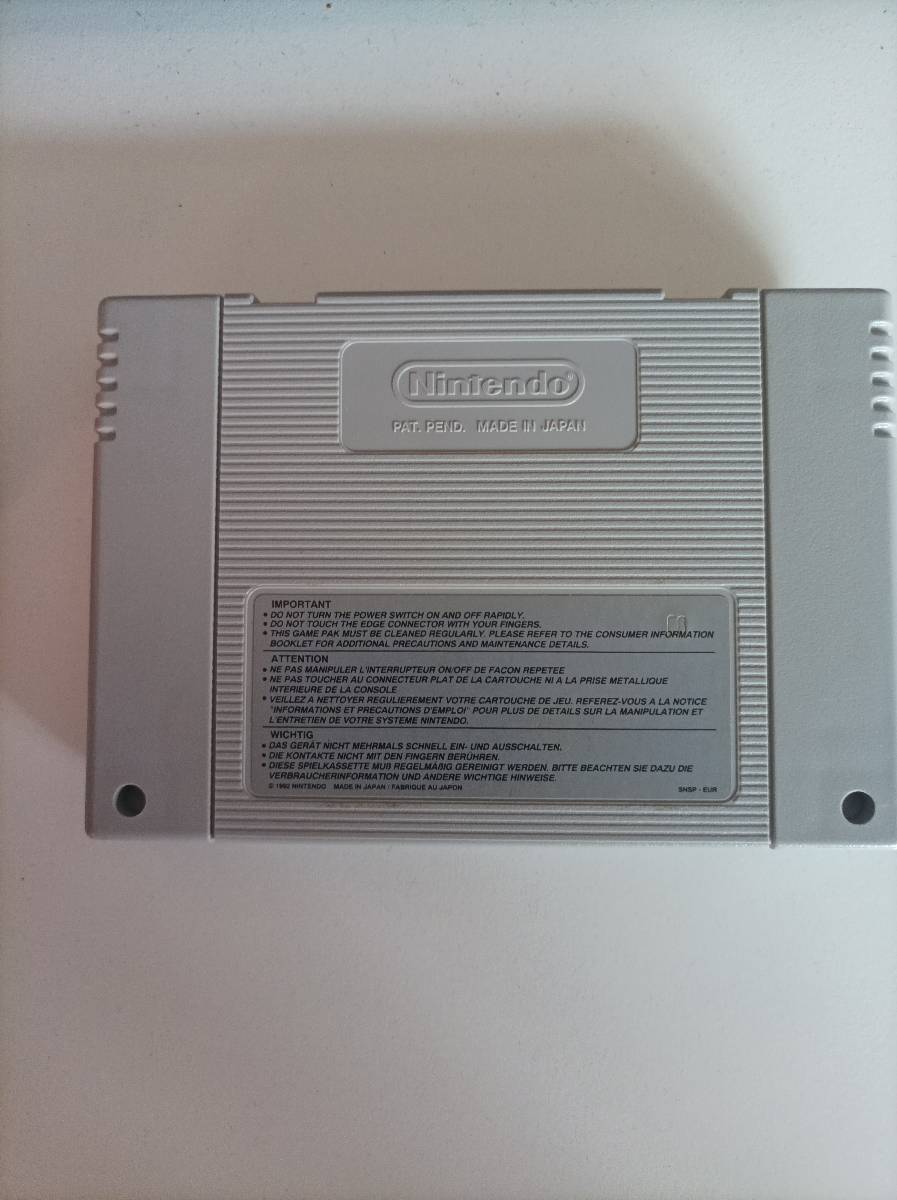 Nintendo®
PAT. PEND. MADE IN JAPAN
IMPORTANT
• DO NOT TURN THE POWER SWITCH ON AND OFF RAPIDLY.
• DO NOT TOUCH THE EDGE CONNECTOR WITH YOUR FINGERS.
• THIS GAME PAK MUST BE CLEANED REGULARLY. PLEASE REFER TO THE CONSUMER INFORMATION
BOOKLET FOR ADDITIONAL PRECAUTIONS AND MAINTENANCE DETAILS.
ATTENTION
• NE PAS MANIPULER L'INTERRUPTEUR ON/OFF DE FACON REPETEE
• NE PAS TOUCHER AU CONNECTEUR PLAT DE LA CARTOUCHE NI A LA PRISE METALLIQUE
INTERIEURE DE LA CONSOLE
• VEILLEZ A NETTOYER REGULIEREMENT VOTRE CARTOUCHE DE JEU. REFEREZ-VOUS A LA NOTICE
"INFORMATIONS ET PRECAUTIONS D'EMPLOI" POUR PLUS DE DETAILS SUR LA MANIPULATION ET
L'ENTRETIEN DE VOTRE SYSTEME NINTENDO.
WICHTIG
• DAS GERÄT NICHT MEHRMALS SCHNELL EIN- UND AUSSCHALTEN.
• DIE KONTAKTE NICHT MIT DEN FINGERN BERÜHREN.
• DIESE SPIELKASSETTE MUß REGELMÄßIG GEREINIGT WERDEN. BITTE BEACHTEN SIE DAZU DIE
VERBRAUCHERINFORMATION UND ANDERE WICHTIGE HINWEISE.
© 1992 NINTENDO MADE IN JAPAN / FABRIQUE AU JAPON SNSP - EUR